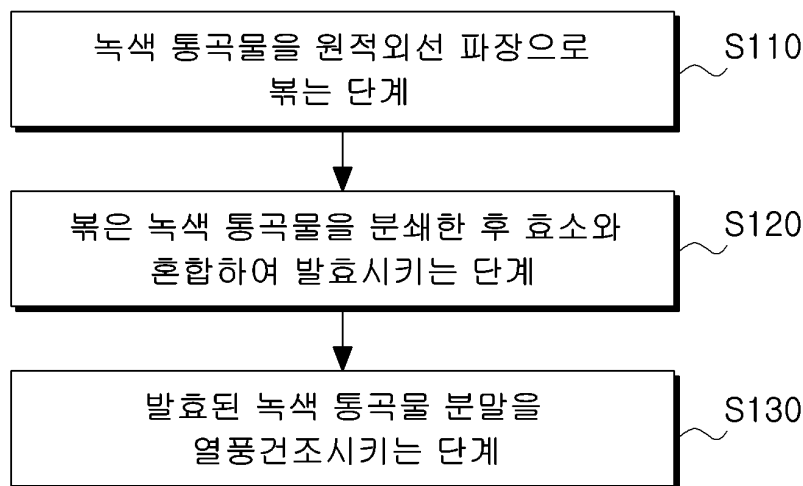 녹색 통곡물을 원적외선 파장으로
볶는 단계
S110
볶은 녹색 통곡물을 분쇄한 후 효소와
혼합하여 발효시키는 단계
S120
발효된 녹색 통곡물 분말을
열풍건조시키는 단계
S130